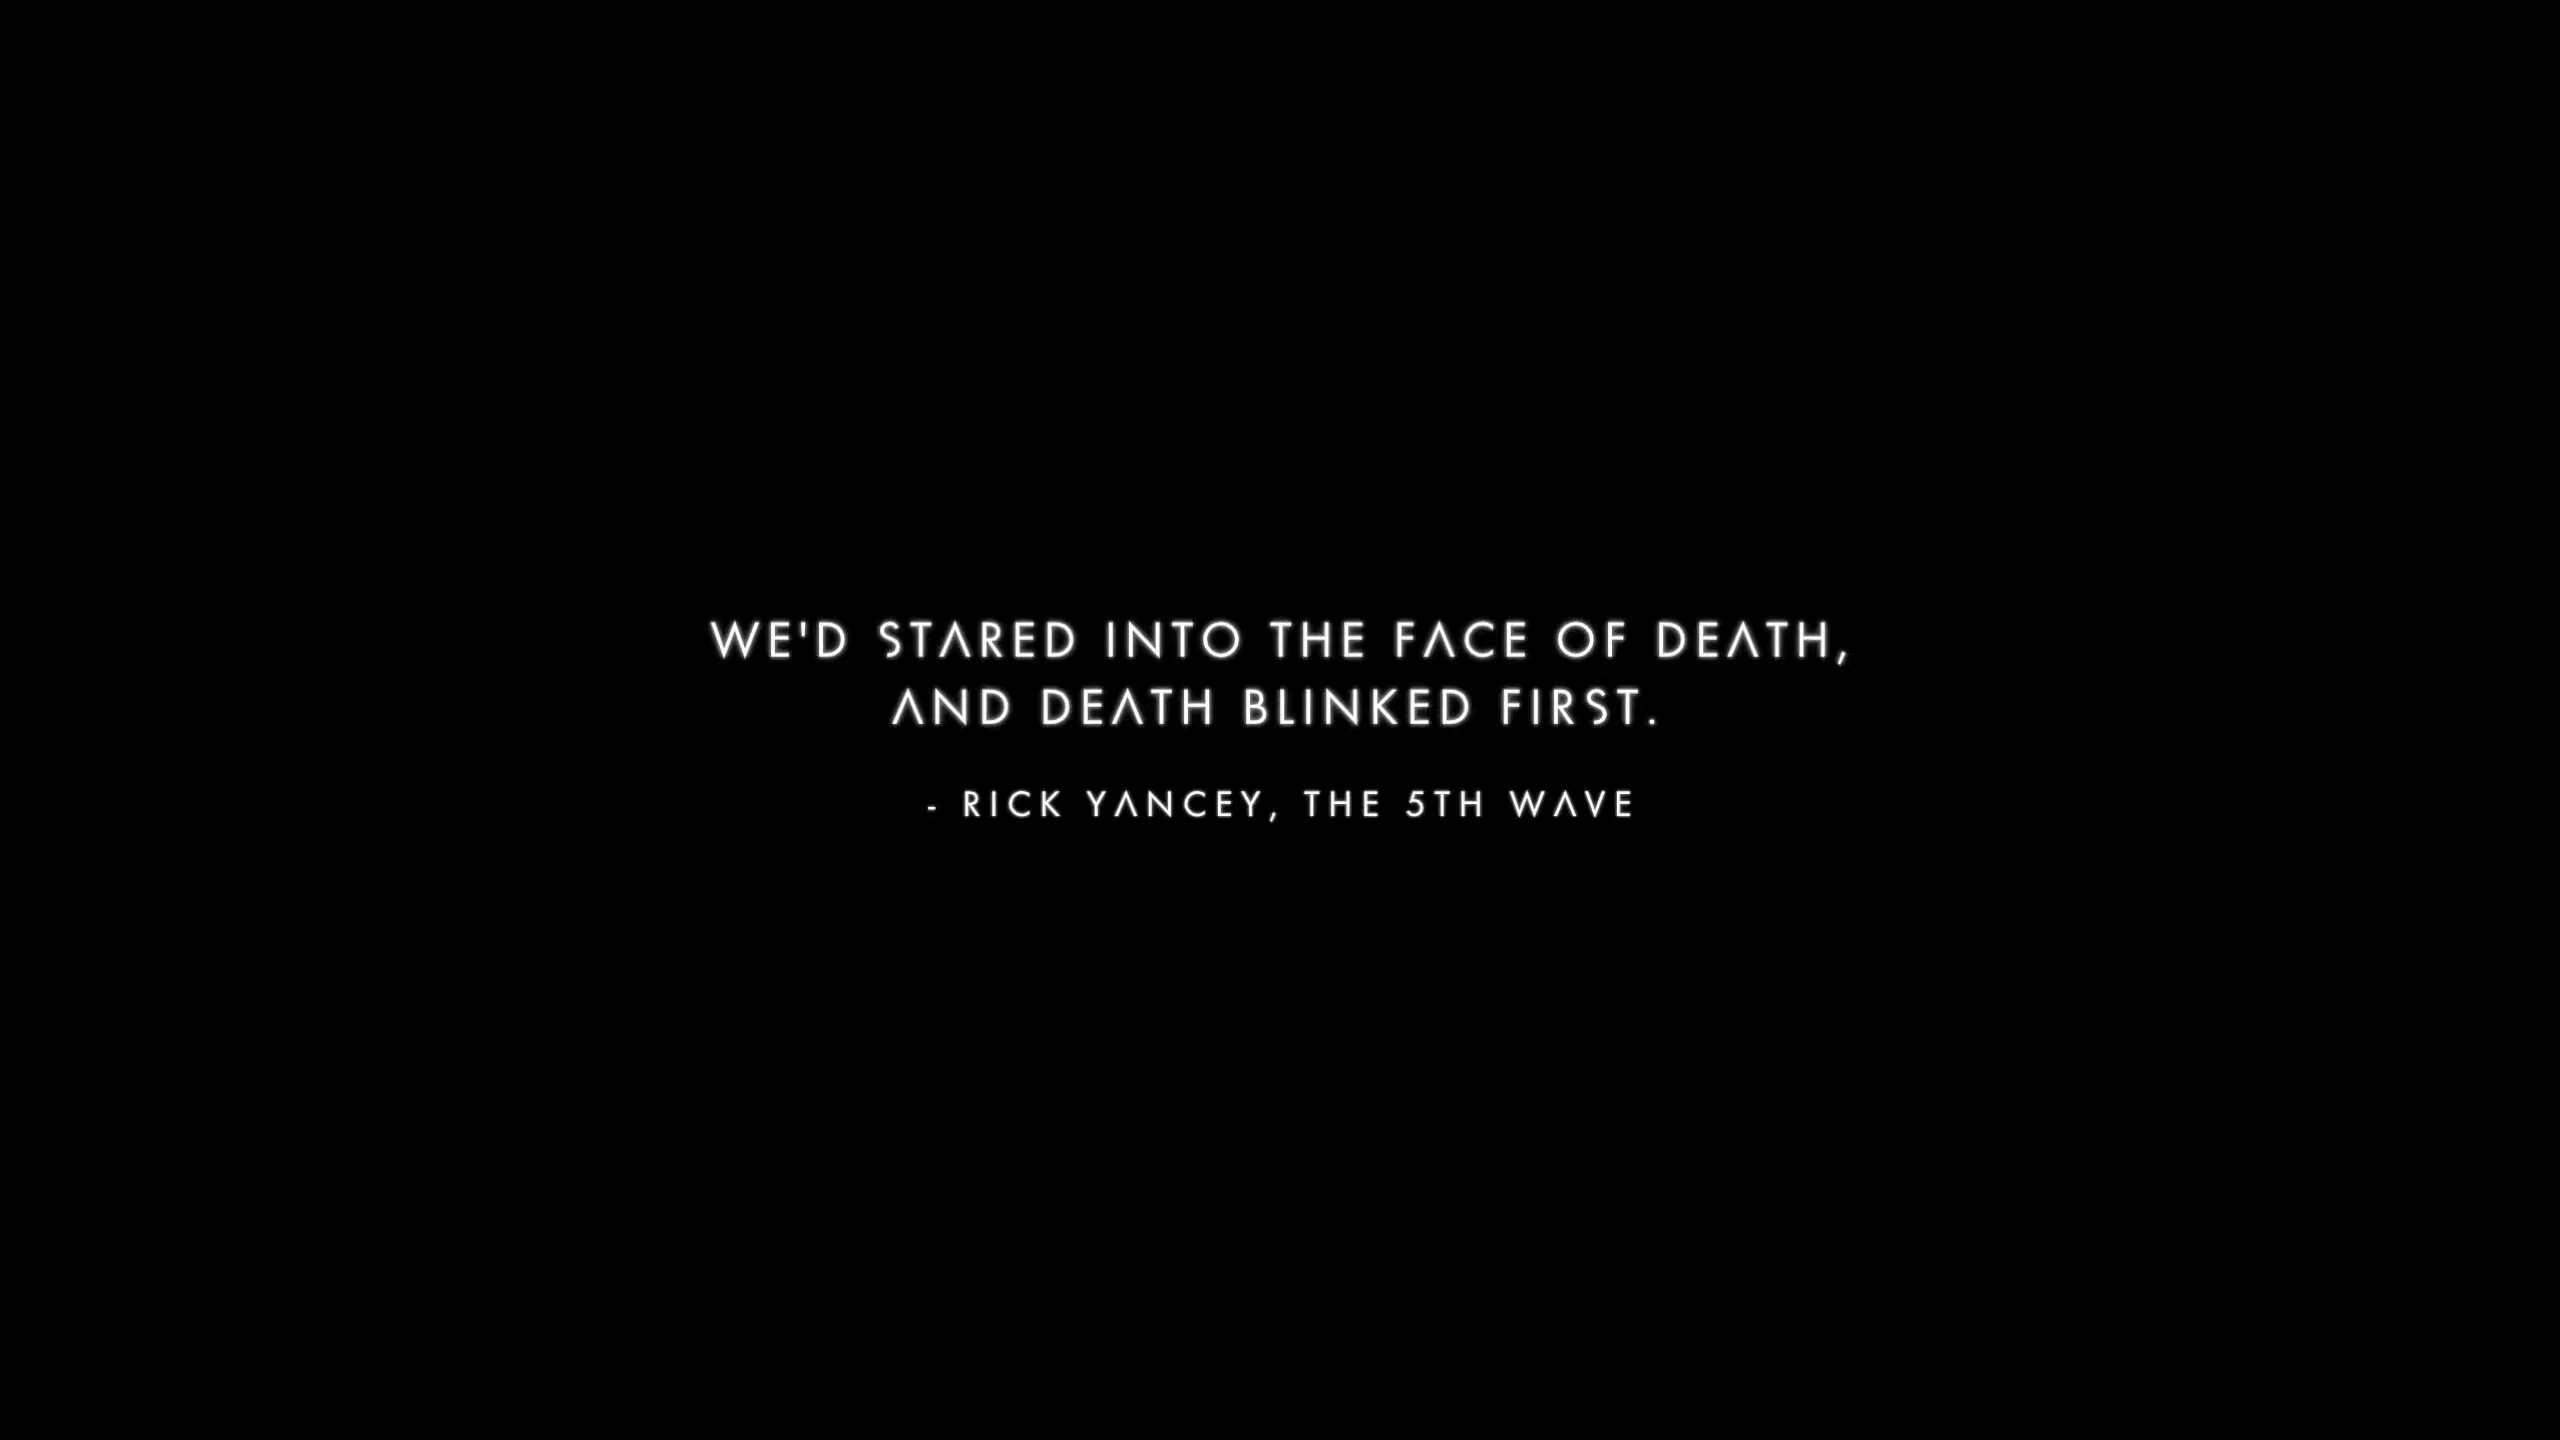 WE'D STARED INTO THE FACE OF DEATH,
AND DEATH BLINKED FIRST.
- RICK YANCEY, THE 5TH WAVE